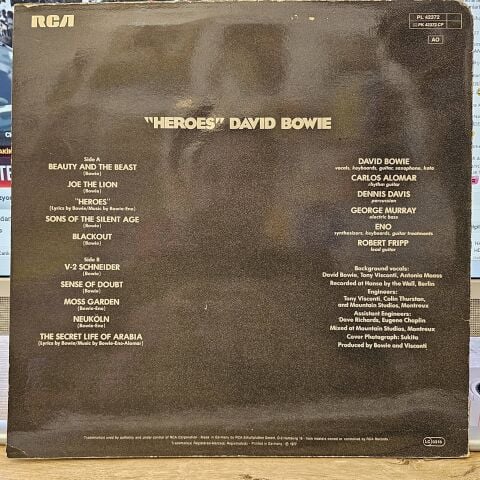 RCA
PL 42372
PK 42372 CP
AO
"HEROES" DAVID BOWIE
Side A
BEAUTY AND THE BEAST
(Bowie)
JOE THE LION
(Bowie)
"HEROES"
(Lyrics by Bowie/Music by Bowie-Eno)
SONS OF THE SILENT AGE
(Bowie)
BLACKOUT
(Bowie)
Side B
V-2 SCHNEIDER
(Bowie)
SENSE OF DOUBT
(Bowie)
MOSS GARDEN
(Bowie-Eno)
NEUKÖLN
(Bowie-Eno)
THE SECRET LIFE OF ARABIA
(Lyrics by Bowie/Music by Bowie-Eno-Alomar)
DAVID BOWIE
vocals, keyboards, guitar, saxophone, koto
CARLOS ALOMAR
rhythm guitar
DENNIS DAVIS
percussion
GEORGE MURRAY
electric bass
ENO
synthesizers, keyboards, guitar treatments
ROBERT FRIPP
lead guitar
Background vocals:
David Bowie, Tony Visconti, Antonia Maass
Recorded at Hansa by the Wall, Berlin
Engineers:
Tony Visconti, Colin Thurston,
and Mountain Studios, Montreux
Assistant Engineers:
Dave Richards, Eugene Chaplin
Mixed at Mountain Studios, Montreux
Cover Photograph: Sukita
Produced by Bowie and Visconti